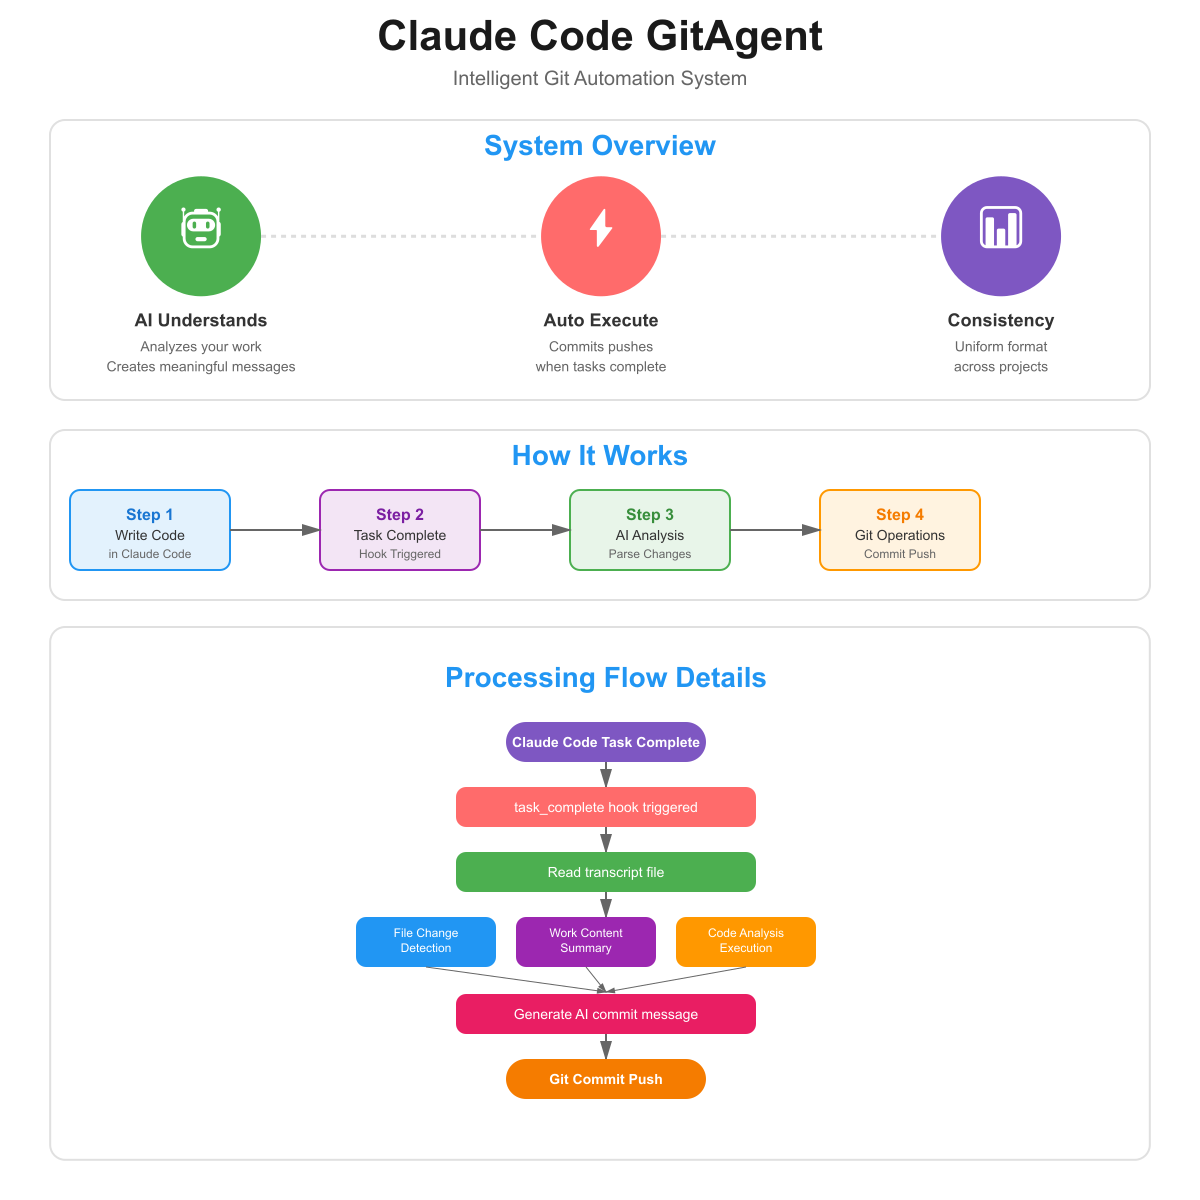 Claude Code GitAgent
Intelligent Git Automation System
System Overview
AI Understands
Analyzes your work
Creates meaningful messages
Auto Execute
Commits pushes
when tasks complete
Consistency
Uniform format
across projects
How It Works
Step 1
Write Code
in Claude Code
Step 2
Task Complete
Hook Triggered
Step 3
AI Analysis
Parse Changes
Step 4
Git Operations
Commit Push
Processing Flow Details
Claude Code Task Complete
task_complete hook triggered
Read transcript file
File Change
Detection
Work Content
Summary
Code Analysis
Execution
Generate AI commit message
Git Commit Push